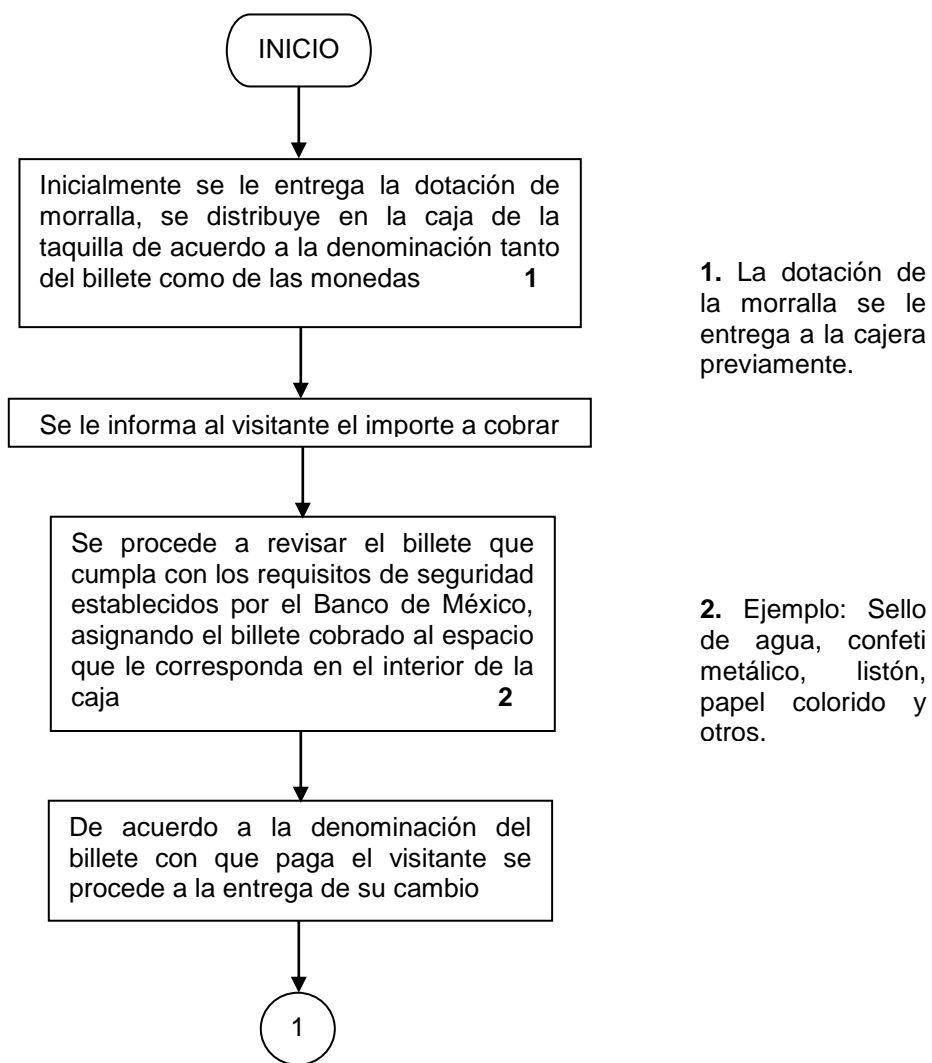 INICIO
Inicialmente se le entrega la dotación de
morralla, se distribuye en la caja de la
taquilla de acuerdo a la denominación tanto
del billete como de las monedas 1
1. La dotación de
la morralla se le
entrega a la cajera
previamente.
Se le informa al visitante el importe a cobrar
Se procede a revisar el billete que
cumpla con los requisitos de seguridad
establecidos por el Banco de México,
asignando el billete cobrado al espacio
que le corresponda en el interior de la
caja 2
2. Ejemplo: Sello
de agua, confeti
metálico, listón,
papel colorido y
otros.
De acuerdo a la denominación del
billete con que paga el visitante se
procede a la entrega de su cambio
1